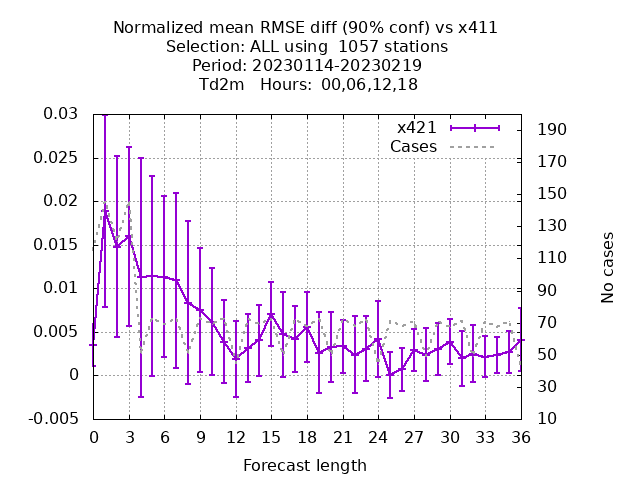 Normalized mean RMSE diff (90% conf) vs x411
Selection: ALL using  1057 stations
Period: 20230114-20230219
Td2m   Hours:  00,06,12,18
x421
Cases
0.03
0.025
0.02
0.015
0.01
0.005
0
-0.005
190
170
150
130
110
90
70
50
30
10
No cases
0 3 6 9 12 15 18 21 24 27 30 33 36
Forecast length